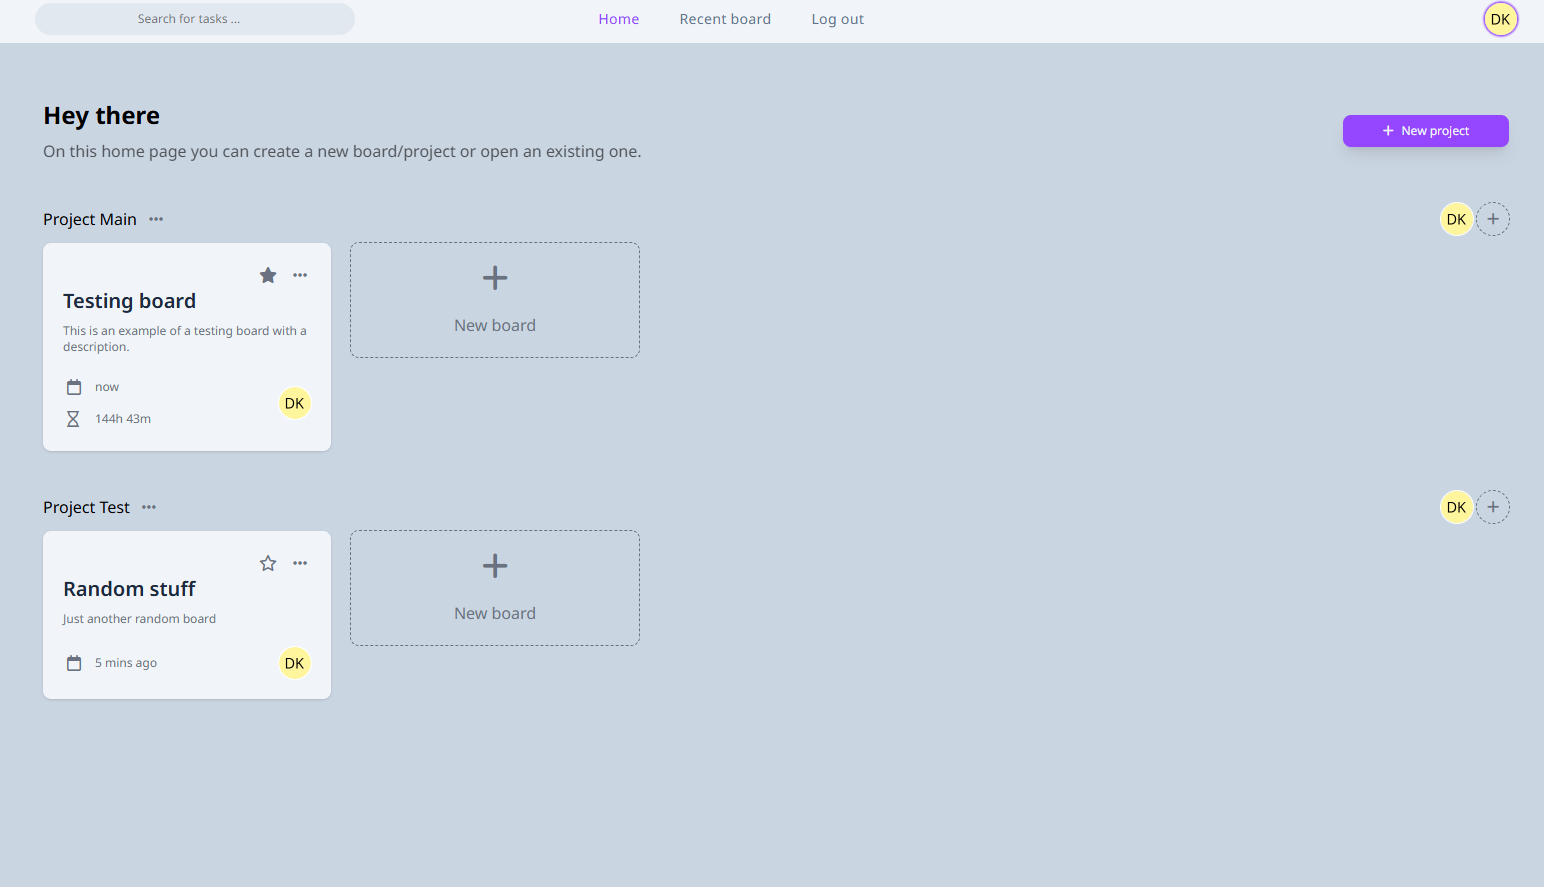 Search for tasks ...
Home
Recent board
Log out
DK
Hey there
On this home page you can create a new board/project or open an existing one.
New project
Project Main
DK
Testing board
This is an example of a testing board with a
description.
now
144h 43m
DK
New board
Project Test
DK
Random stuff
Just another random board
5 mins ago
DK
New board